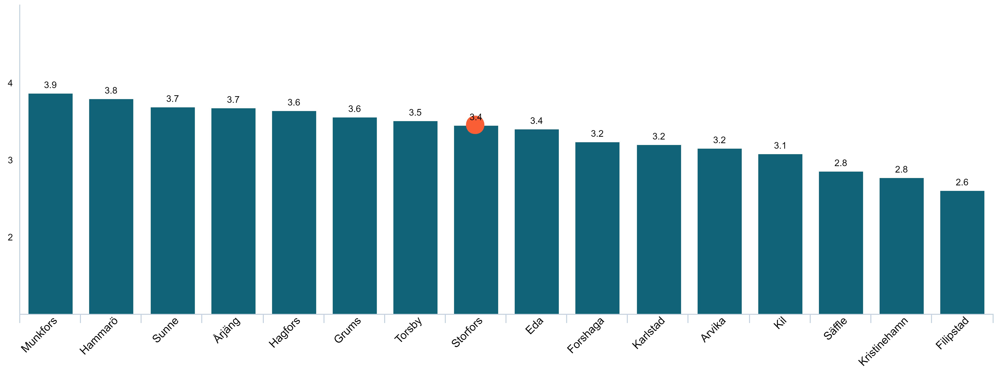 4
3
2
3.9
3.8
3.7
3.7
3.6
3.6
3.5
3.4
3.4
3.2
3.2
3.2
3.1
2.8
2.8
2.6
Munkfors
Hammarö
Sunne
Årjäng
Hagfors
Grums
Torsby
Storfors
Eda
Forshaga
Karlstad
Arvika
Kil
Säffle
Kristinehamn
Filipstad